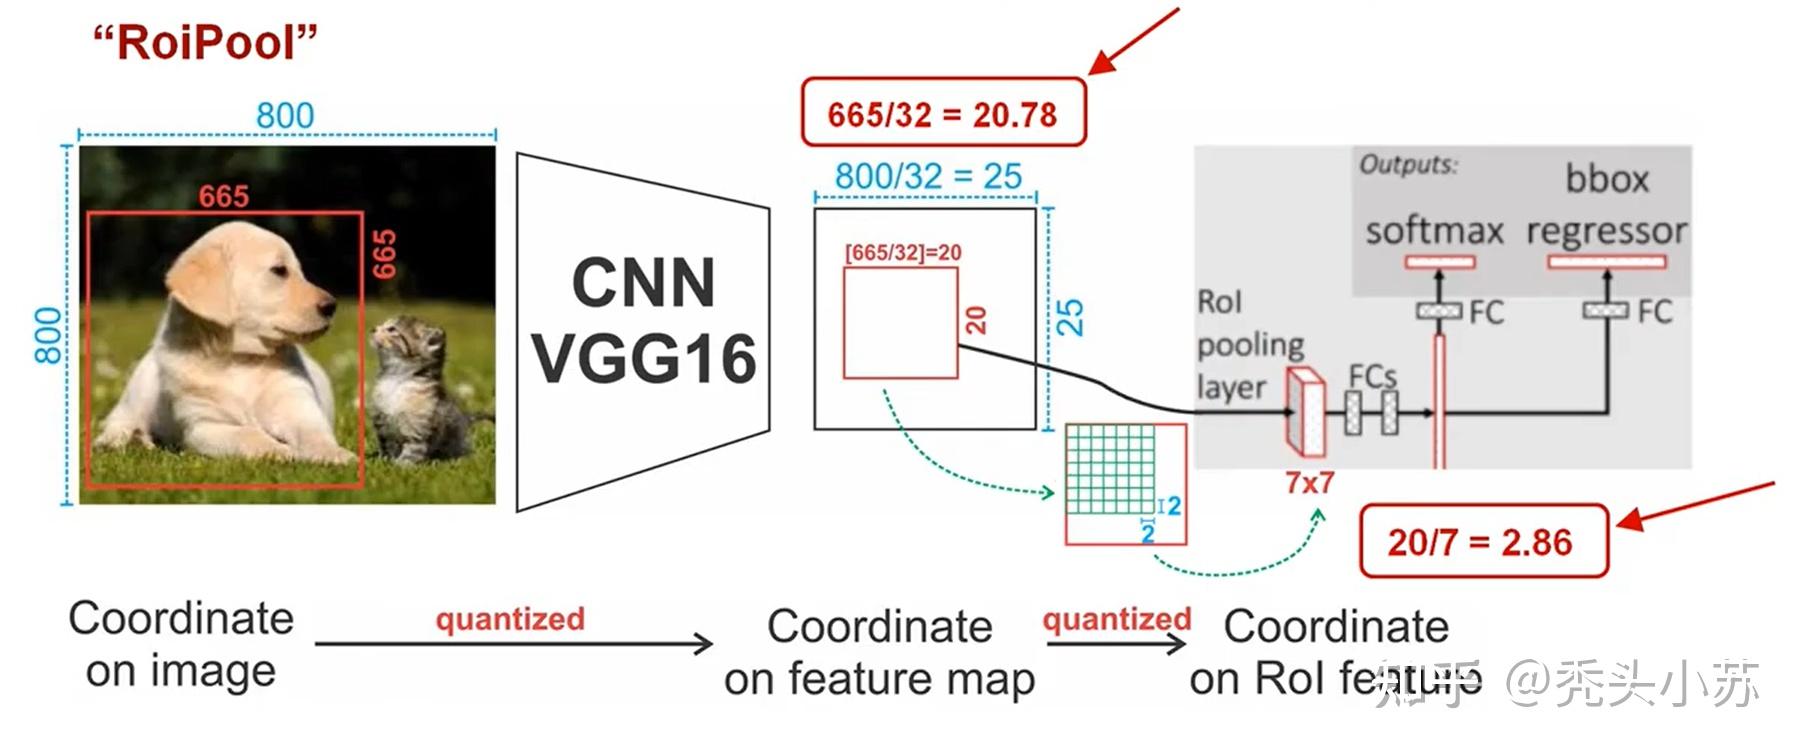 “RoiPool”
800
800
665
665
CNN
VGG16
665/32 = 20.78
800/32 = 25
25
[665/32]=20
20
2
2
RoI
pooling
layer
7x7
FCs
Outputs:
softmax
bbox
regressor
FC
FC
20/7 = 2.86
Coordinate
on image
quantized
Coordinate
on feature map
quantized
Coordinate
on RoI feature
知乎 @秃头小苏